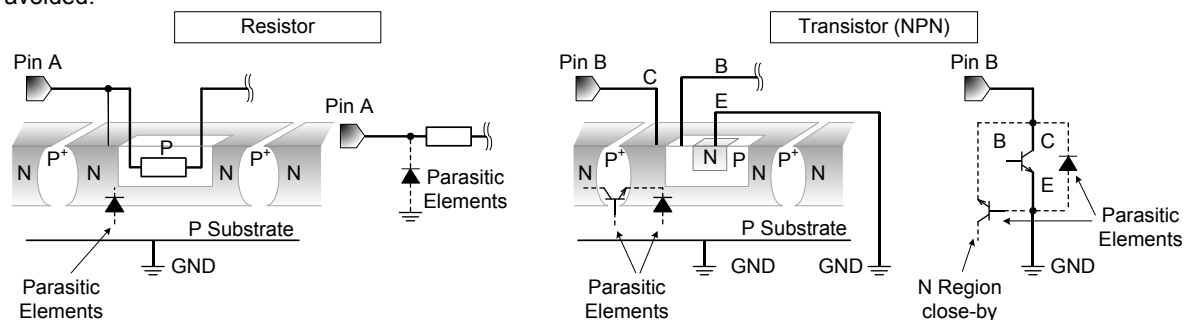 avoided.
Resistor
Transistor (NPN)
Pin A
Pin A
P
N
P+
N
N
P+
N
Parasitic
Elements
P Substrate
GND
Parasitic
Elements
Pin B
C
B
E
N
P+
N
N
P
N
P+
N
P Substrate
GND
GND
Parasitic
Elements
Pin B
B
C
E
Parasitic
Elements
N Region
close-by